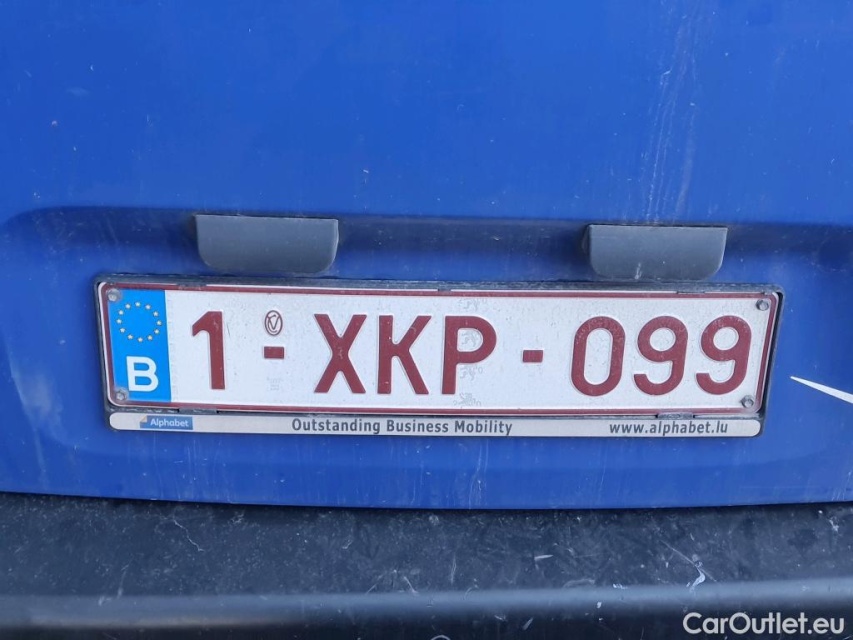 1-XKP-099
B
Alphabet Outstanding Business Mobility www.alphabet.lu
CarOutlet.eu